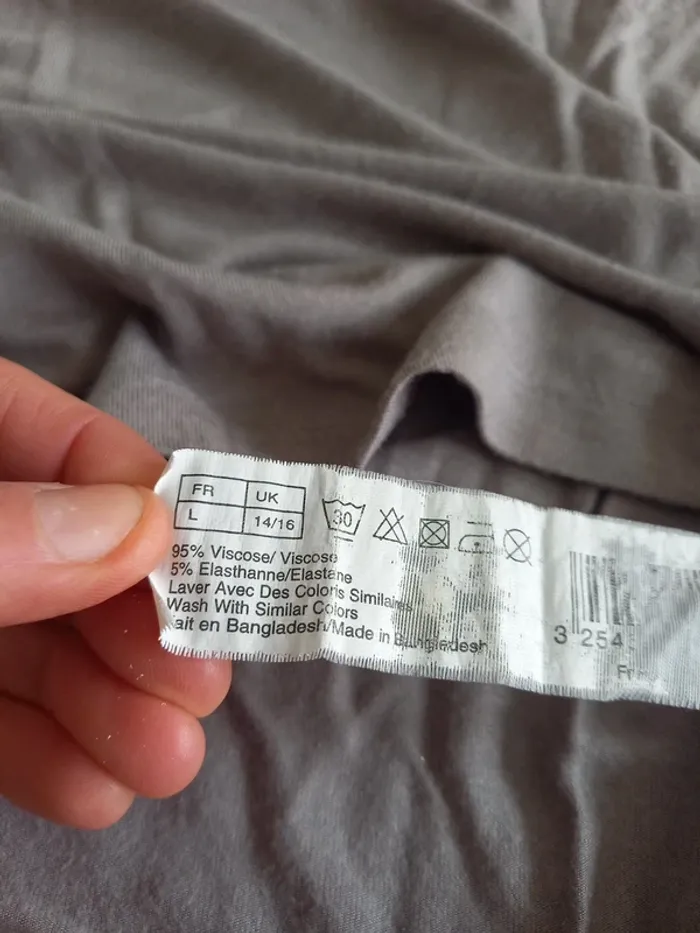 FR UK
L 14/16
30
95% Viscose/ Viscose
5% Elasthanne/Elastane
Laver Avec Des Coloris Similaires
Wash With Similar Colors
Fait en Bangladesh/Made in Bangladesh
3 254